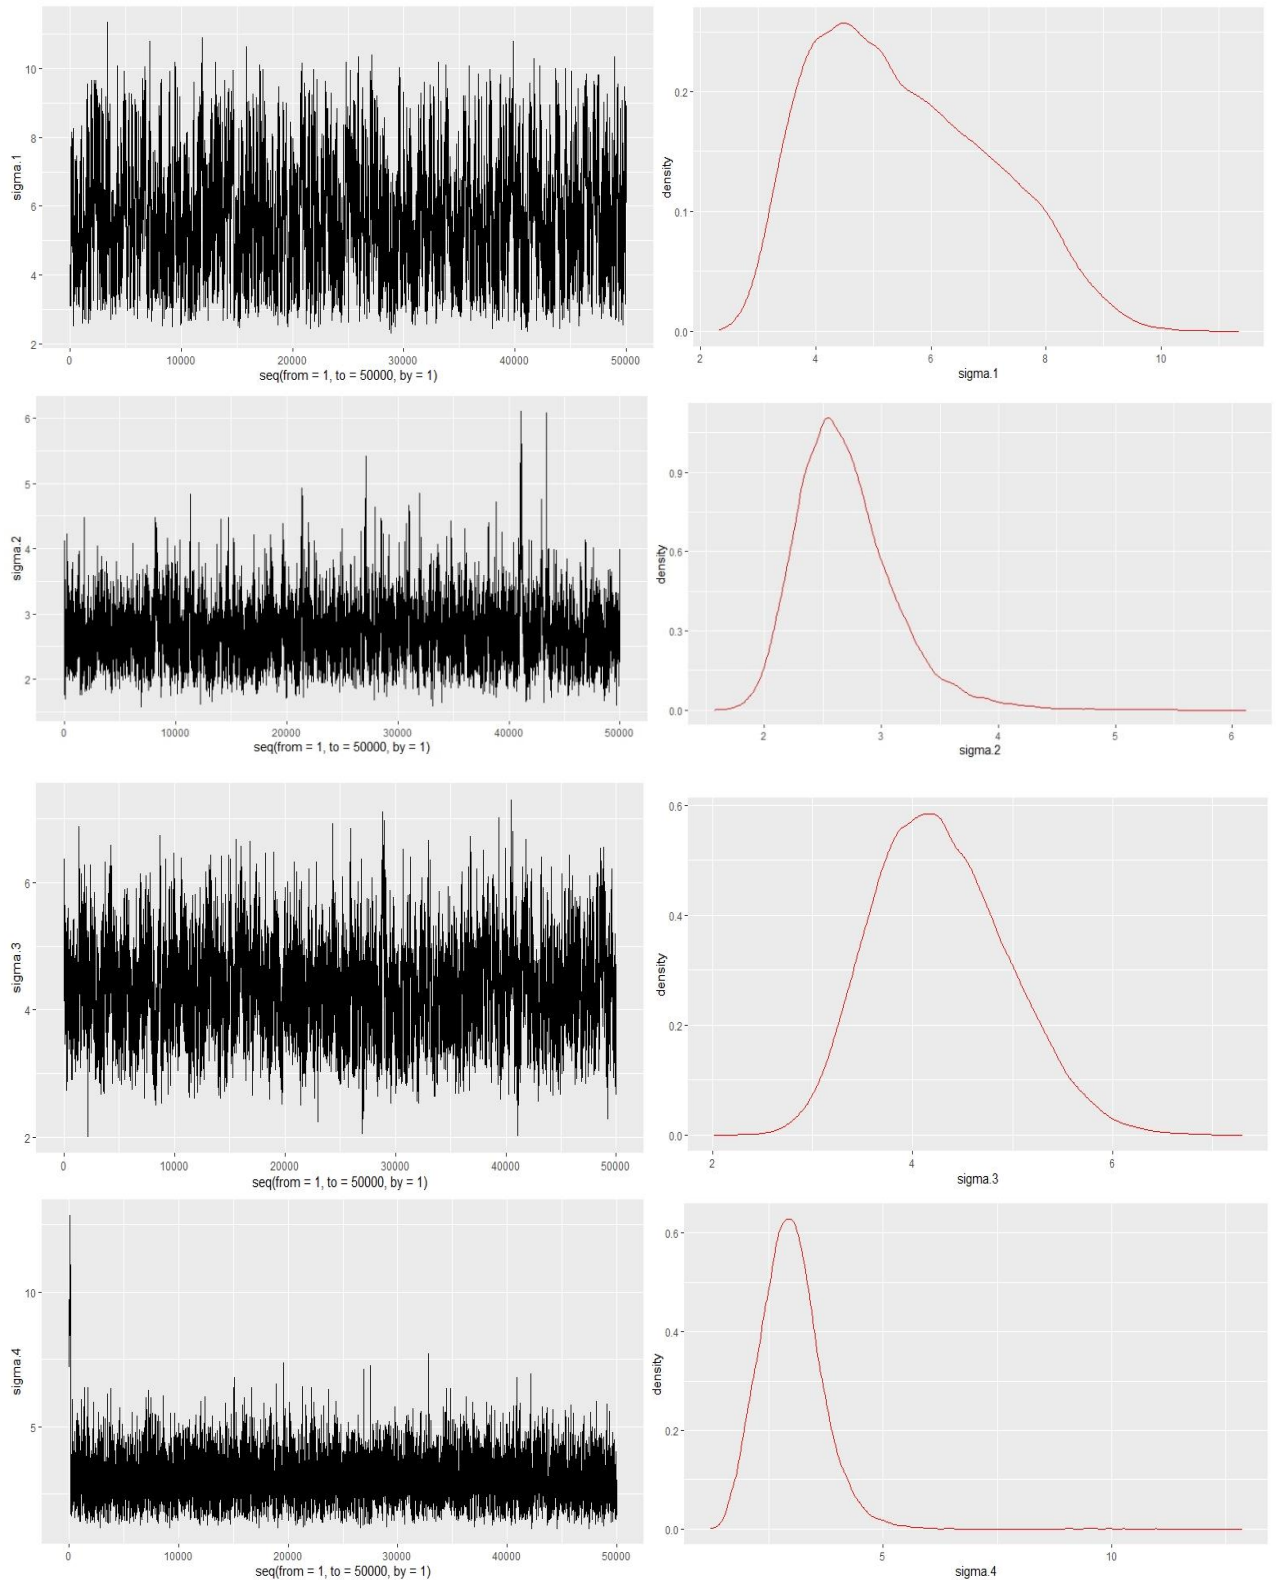 10
8
6
4
2
sigma.1
0 10000 20000 30000 40000 50000
seq(from = 1, to = 50000, by = 1)
0.2
0.1
0.0
density
2 4 6 8 10
sigma.1
6
5
4
3
2
sigma.2
0 10000 20000 30000 40000 50000
seq(from = 1, to = 50000, by = 1)
0.9
0.6
0.3
0.0
density
2 3 4 5 6
sigma.2
6
4
2
sigma.3
0 10000 20000 30000 40000 50000
seq(from = 1, to = 50000, by = 1)
0.6
0.4
0.2
0.0
density
2 4 6
sigma.3
10
5
sigma.4
0 10000 20000 30000 40000 50000
seq(from = 1, to = 50000, by = 1)
0.6
0.4
0.2
0.0
density
5 10
sigma.4